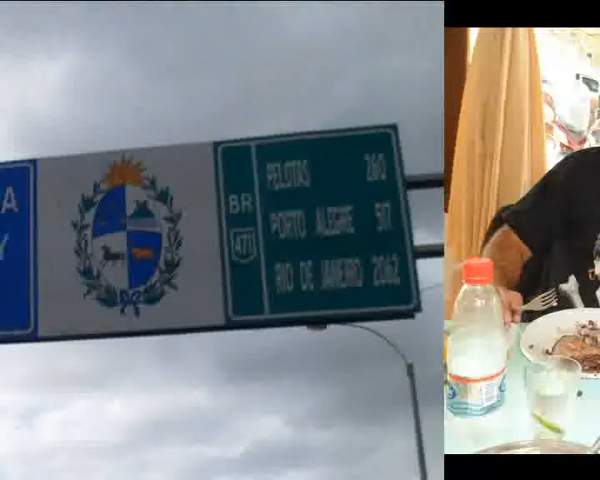 A
Y
BR
471
PELOTAS 260
PORTO ALEGRE 517
RIO DE JANEIRO 2062